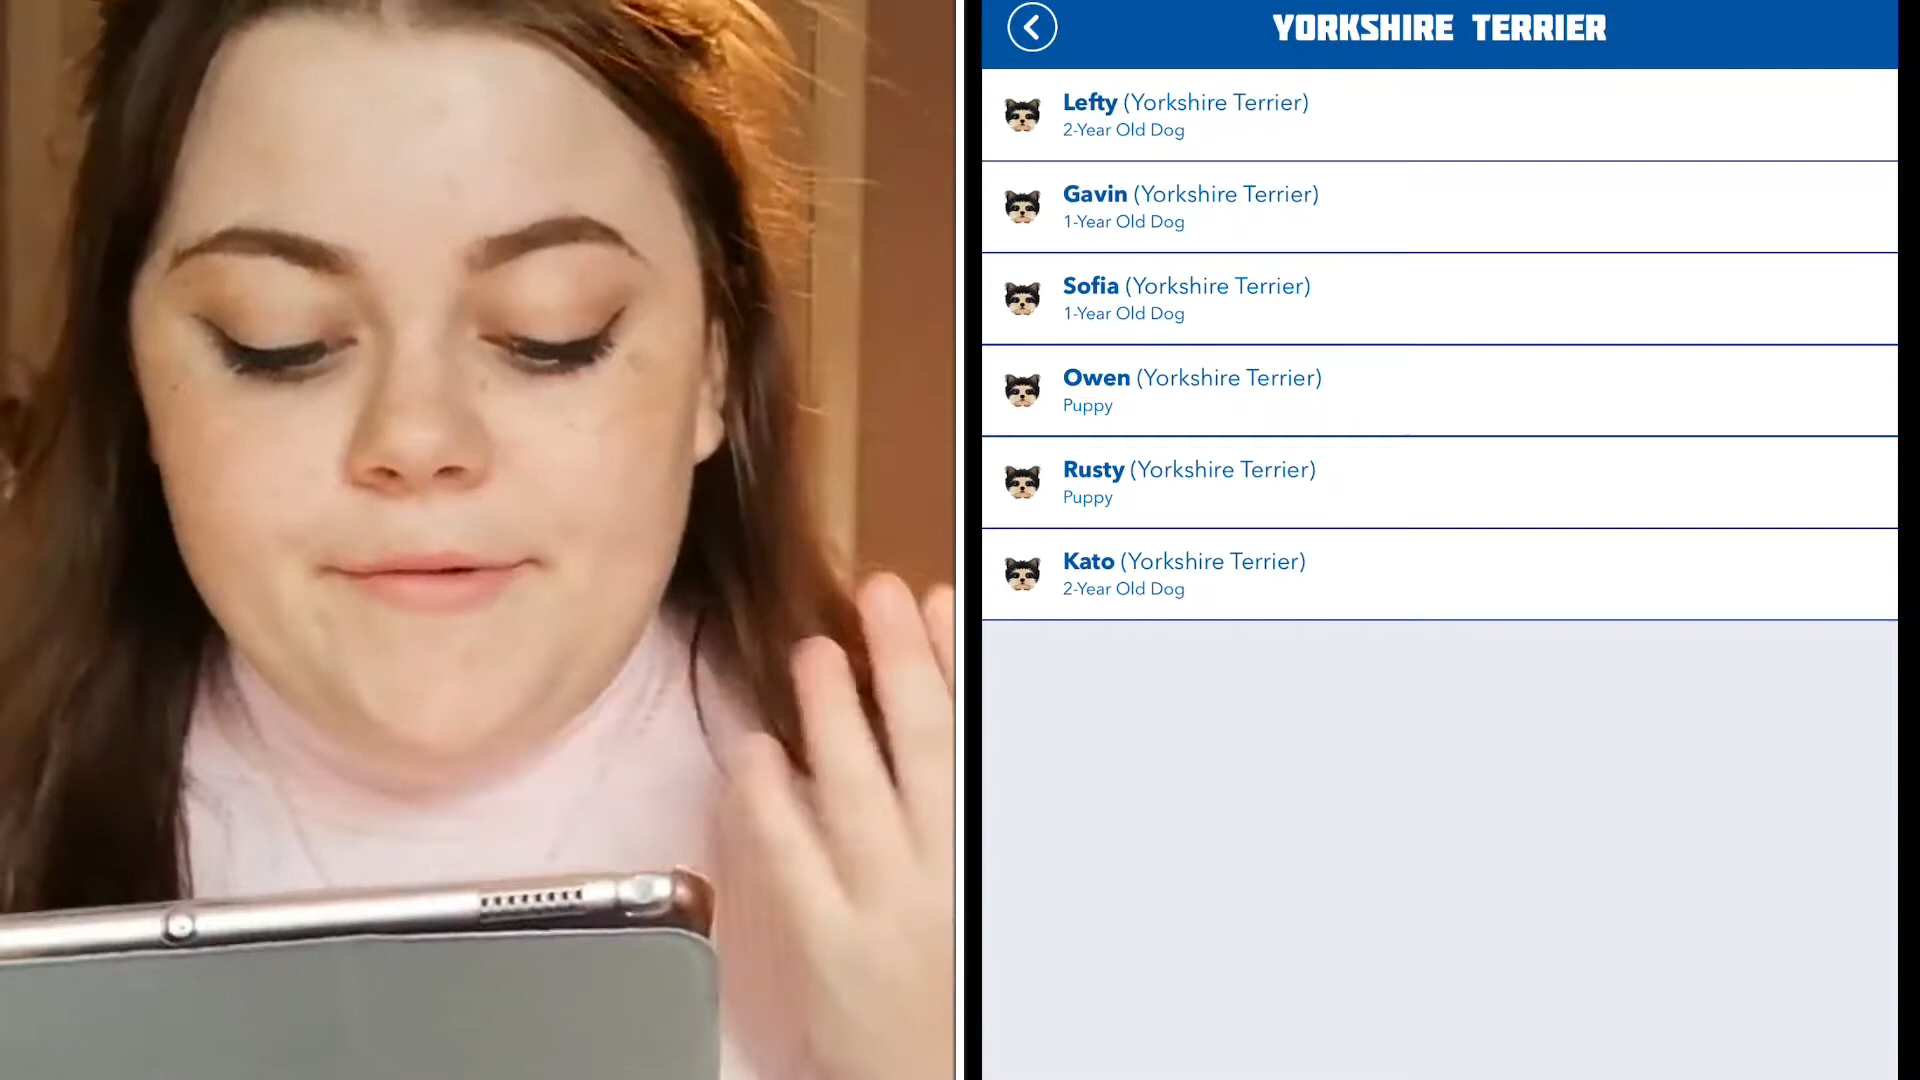 YORKSHIRE TERRIER
Lefty (Yorkshire Terrier)
2-Year Old Dog
Gavin (Yorkshire Terrier)
1-Year Old Dog
Sofia (Yorkshire Terrier)
1-Year Old Dog
Owen (Yorkshire Terrier)
Puppy
Rusty (Yorkshire Terrier)
Puppy
Kato (Yorkshire Terrier)
2-Year Old Dog